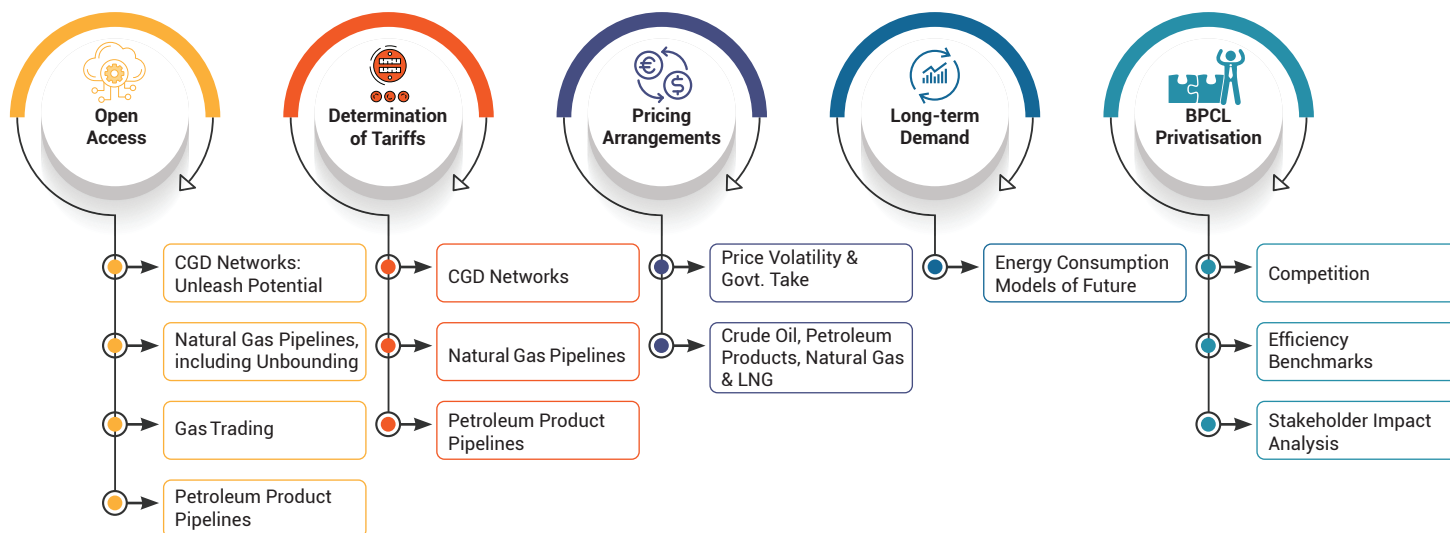 Open
Access
CGD Networks:
Unleash Potential
Natural Gas Pipelines,
including Unbounding
Gas Trading
Petroleum Product
Pipelines
Determination
of Tariffs
CGD Networks
Natural Gas Pipelines
Petroleum Product
Pipelines
Pricing
Arrangements
Price Volatility &
Govt. Take
Crude Oil, Petroleum
Products, Natural Gas
& LNG
Long-term
Demand
Energy Consumption
Models of Future
BPCL
Privatisation
Competition
Efficiency
Benchmarks
Stakeholder Impact
Analysis